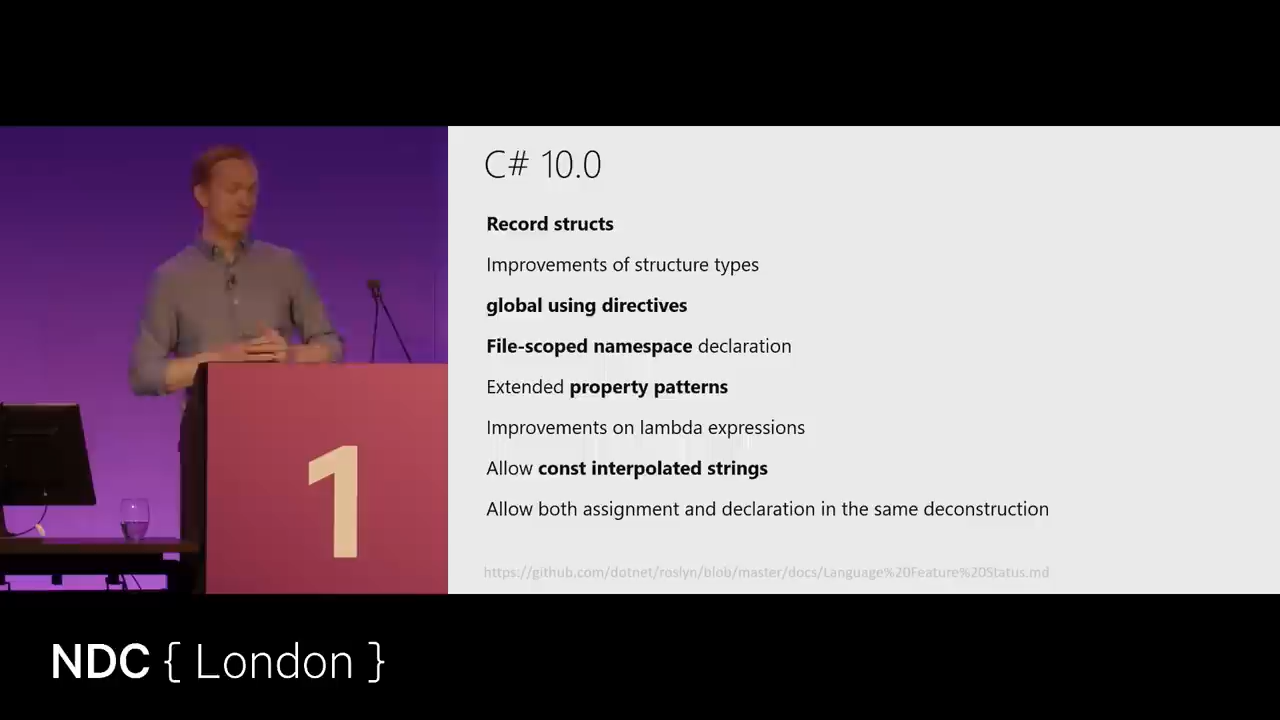 C# 10.0
Record structs
Improvements of structure types
global using directives
File-scoped namespace declaration
Extended property patterns
Improvements on lambda expressions
Allow const interpolated strings
Allow both assignment and declaration in the same deconstruction
https://github.com/dotnet/roslyn/blob/master/docs/Language%20Feature%20Status.md
1
NDC { London }